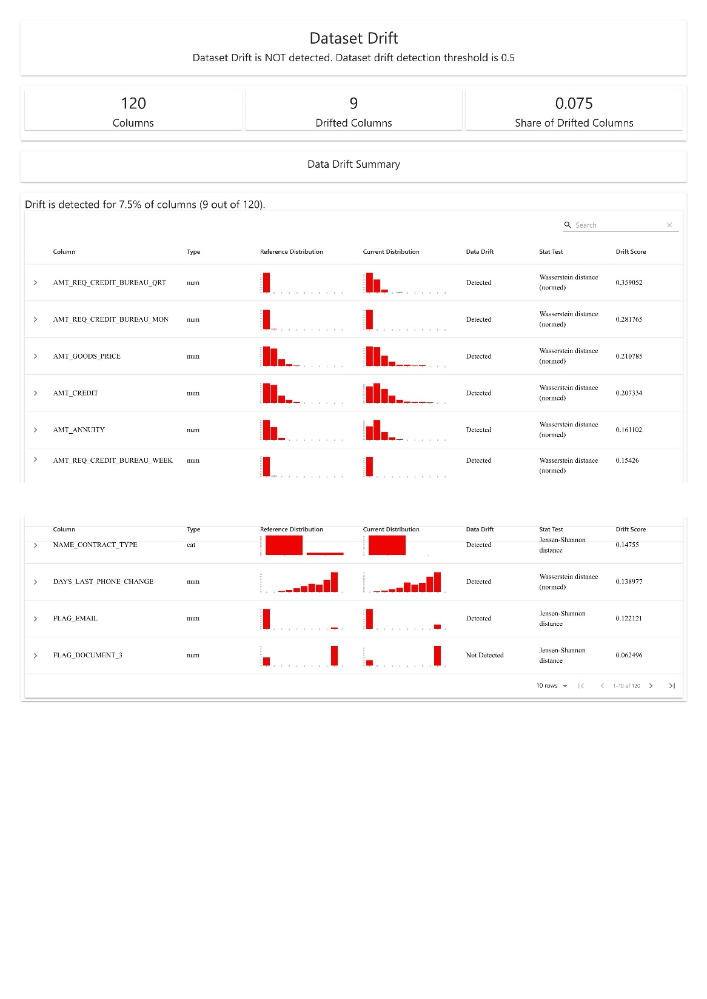 Dataset Drift
Dataset Drift is NOT detected. Dataset drift detection threshold is 0.5
120
Columns
9
Drifted Columns
0.075
Share of Drifted Columns
Data Drift Summary
Drift is detected for 7.5% of columns (9 out of 120).
Search
Column Type Reference Distribution Current Distribution Data Drift Stat Test Drift Score
AMT_REQ_CREDIT_BUREAU_QRT num Detected Wasserstein distance (normed) 0.359052
AMT_REQ_CREDIT_BUREAU_MON num Detected Wasserstein distance (normed) 0.281765
AMT_GOODS_PRICE num Detected Wasserstein distance (normed) 0.210785
AMT_CREDIT num Detected Wasserstein distance (normed) 0.207334
AMT_ANNUITY num Detected Wasserstein distance (normed) 0.161102
AMT_REQ_CREDIT_BUREAU_WEEK num Detected Wasserstein distance (normed) 0.15426
Column Type Reference Distribution Current Distribution Data Drift Stat Test Drift Score
NAME_CONTRACT_TYPE cat Detected Jensen-Shannon distance 0.14755
DAYS_LAST_PHONE_CHANGE num Detected Wasserstein distance (normed) 0.138977
FLAG_EMAIL num Detected Jensen-Shannon distance 0.122121
FLAG_DOCUMENT_3 num Not Detected Jensen-Shannon distance 0.062496
10 rows 1-10 of 120